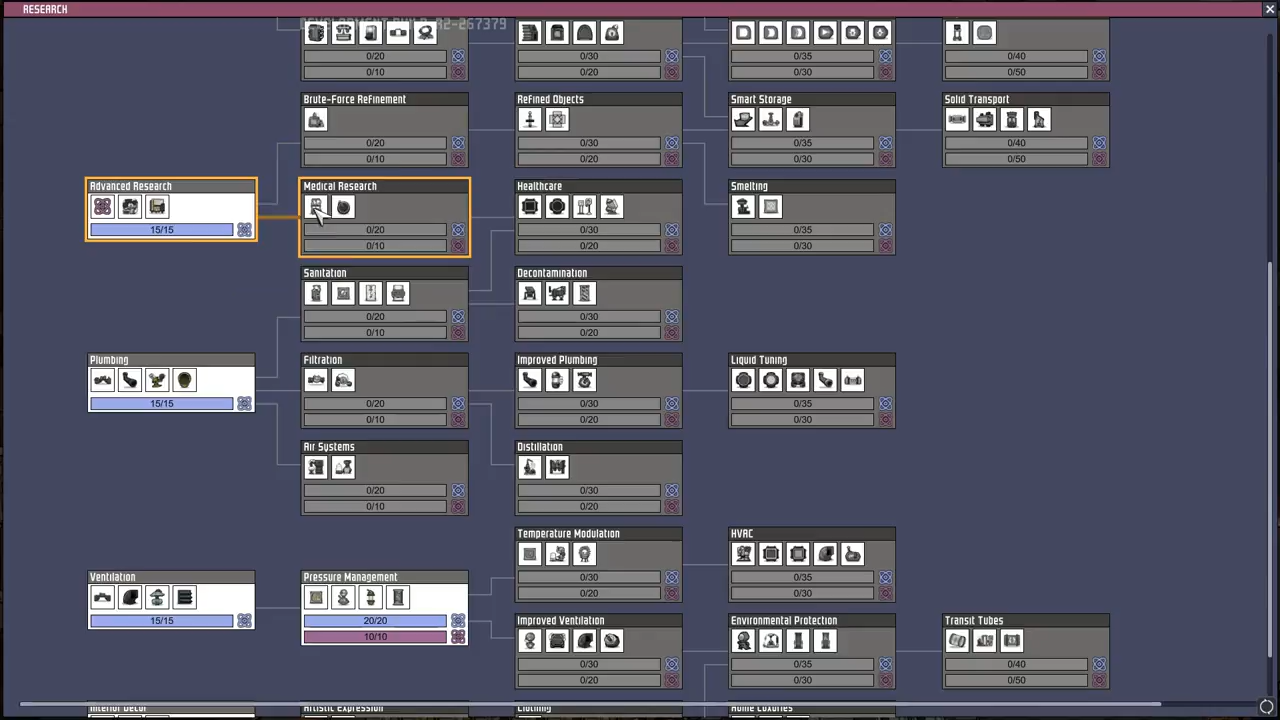 RESEARCH
DEVELOPMENT BUILD R2-267379
0/20
0/10
0/30
0/20
0/35
0/30
0/40
0/50
Brute-Force Refinement
0/20
0/10
Refined Objects
0/30
0/20
Smart Storage
0/35
0/30
Solid Transport
0/40
0/50
Advanced Research
15/15
Medical Research
0/20
0/10
Healthcare
0/30
0/20
Smelting
0/35
0/30
Sanitation
0/20
0/10
Decontamination
0/30
0/20
Plumbing
15/15
Filtration
0/20
0/10
Improved Plumbing
0/30
0/20
Liquid Tuning
0/35
0/30
Air Systems
0/20
0/10
Distillation
0/30
0/20
Temperature Modulation
0/30
0/20
HVAC
0/35
0/30
Ventilation
15/15
Pressure Management
20/20
10/10
Improved Ventilation
0/30
0/20
Environmental Protection
0/35
0/30
Transit Tubes
0/40
0/50
Interior Decor
Artistic Expression
Clothing
Home Luxuries